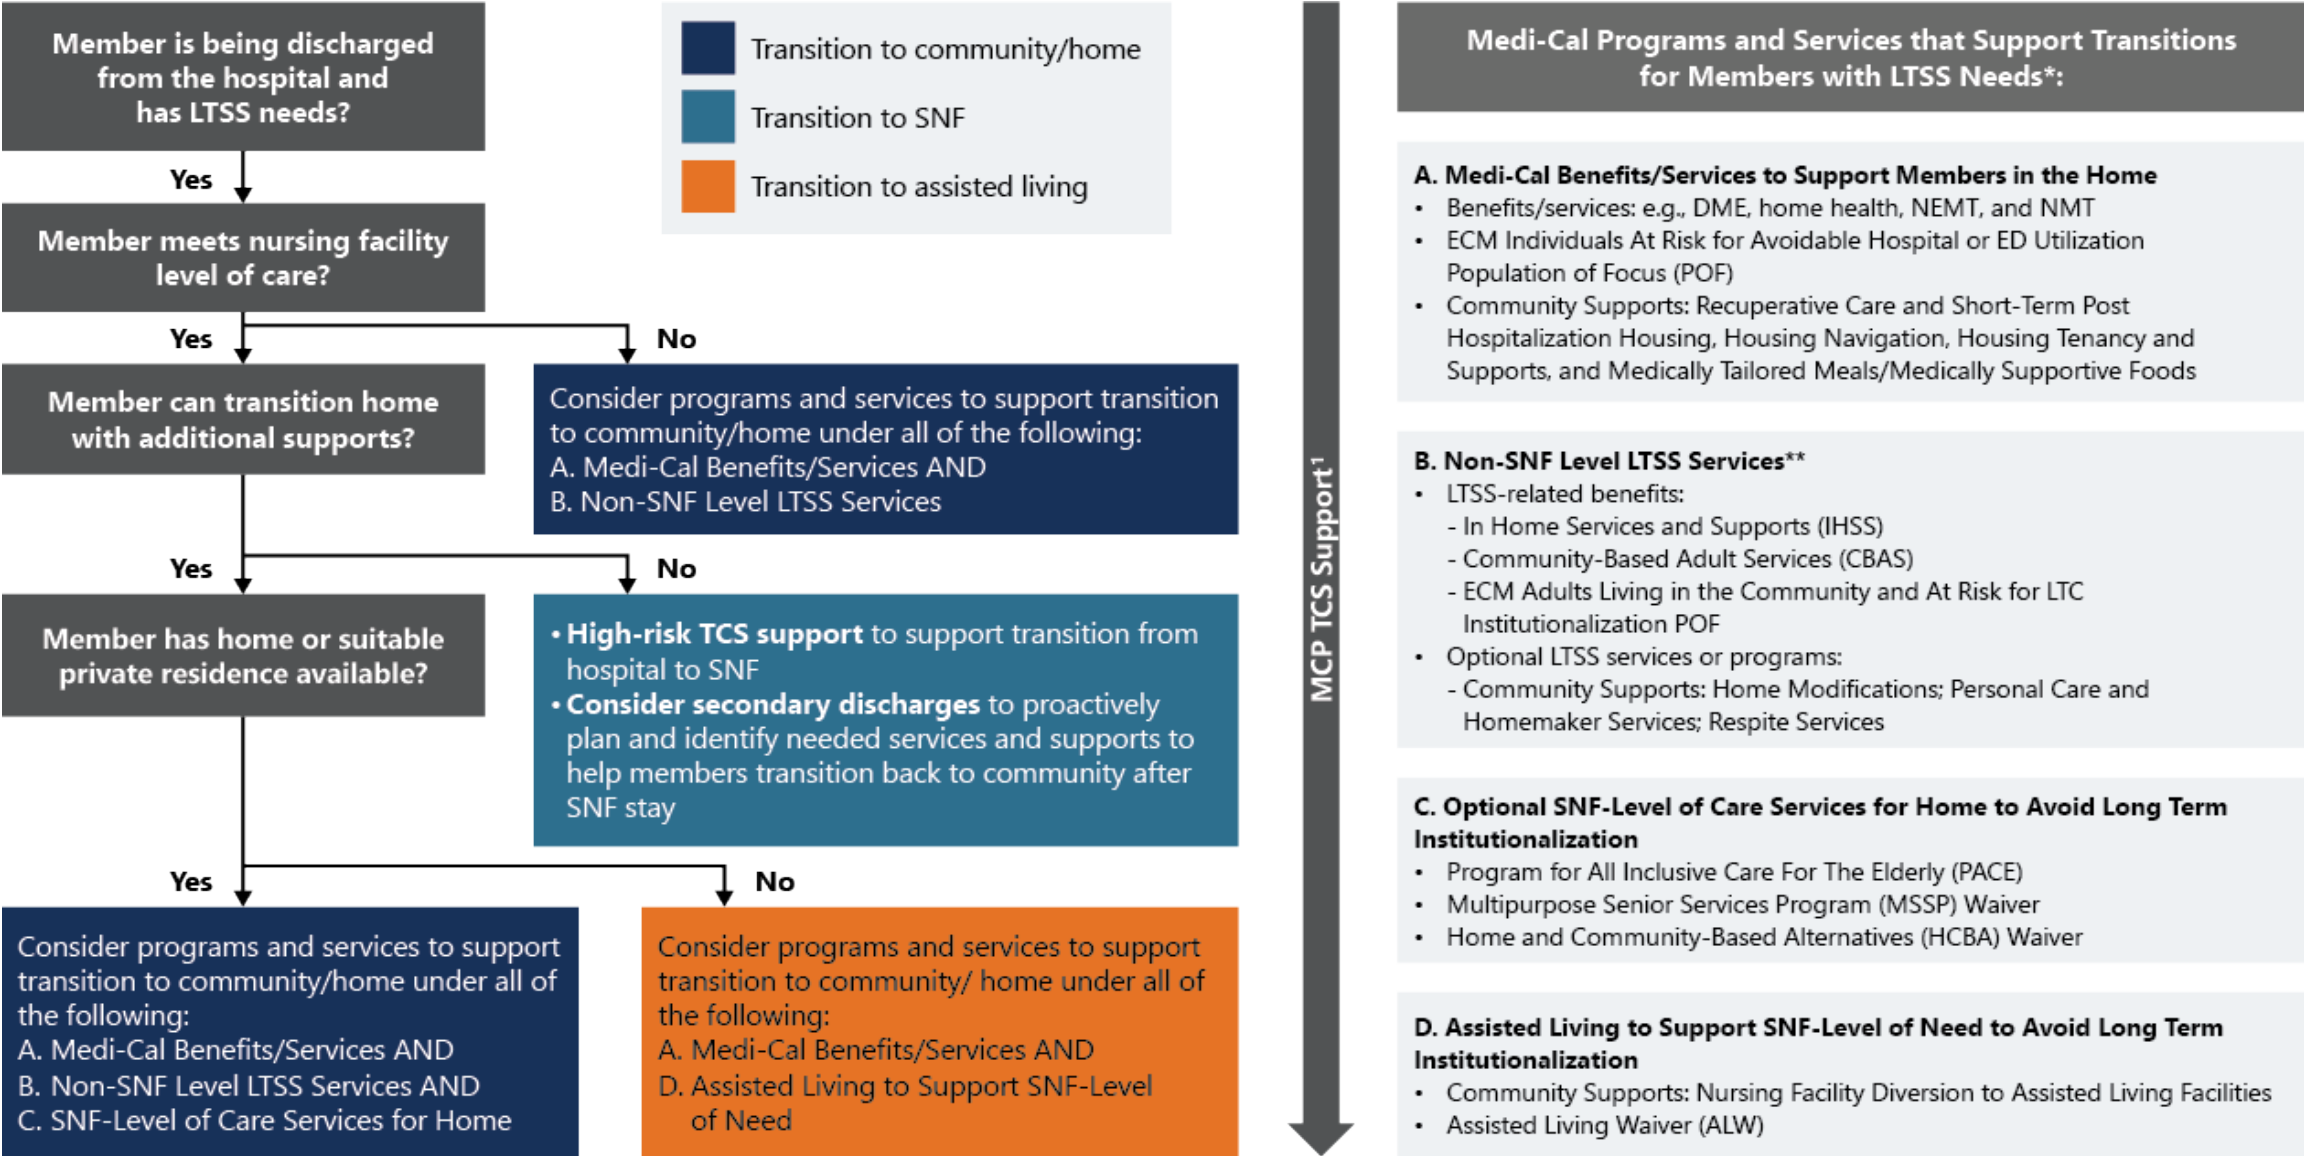 Member is being discharged
from the hospital and
has LTSS needs?
Yes
Member meets nursing facility
level of care?
Yes
No
Member can transition home
with additional supports?
Consider programs and services to support transition
to community/home under all of the following:
A. Medi-Cal Benefits/Services AND
B. Non-SNF Level LTSS Services
Yes
No
Member has home or suitable
private residence available?
• High-risk TCS support to support transition from
hospital to SNF
• Consider secondary discharges to proactively
plan and identify needed services and supports to
help members transition back to community after
SNF stay
Yes
No
Consider programs and services to support
transition to community/home under all of
the following:
A. Medi-Cal Benefits/Services AND
B. Non-SNF Level LTSS Services AND
C. SNF-Level of Care Services for Home
Consider programs and services to support
transition to community/ home under all of
the following:
A. Medi-Cal Benefits/Services AND
D. Assisted Living to Support SNF-Level
of Need
Transition to community/home
Transition to SNF
Transition to assisted living
MCP TCS Support¹
Medi-Cal Programs and Services that Support Transitions
for Members with LTSS Needs*:
A. Medi-Cal Benefits/Services to Support Members in the Home
• Benefits/services: e.g., DME, home health, NEMT, and NMT
• ECM Individuals At Risk for Avoidable Hospital or ED Utilization
Population of Focus (POF)
• Community Supports: Recuperative Care and Short-Term Post
Hospitalization Housing, Housing Navigation, Housing Tenancy and
Supports, and Medically Tailored Meals/Medically Supportive Foods
B. Non-SNF Level LTSS Services**
• LTSS-related benefits:
- In Home Services and Supports (IHSS)
- Community-Based Adult Services (CBAS)
- ECM Adults Living in the Community and At Risk for LTC
Institutionalization POF
• Optional LTSS services or programs:
- Community Supports: Home Modifications; Personal Care and
Homemaker Services; Respite Services
C. Optional SNF-Level of Care Services for Home to Avoid Long Term
Institutionalization
• Program for All Inclusive Care For The Elderly (PACE)
• Multipurpose Senior Services Program (MSSP) Waiver
• Home and Community-Based Alternatives (HCBA) Waiver
D. Assisted Living to Support SNF-Level of Need to Avoid Long Term
Institutionalization
• Community Supports: Nursing Facility Diversion to Assisted Living Facilities
• Assisted Living Waiver (ALW)